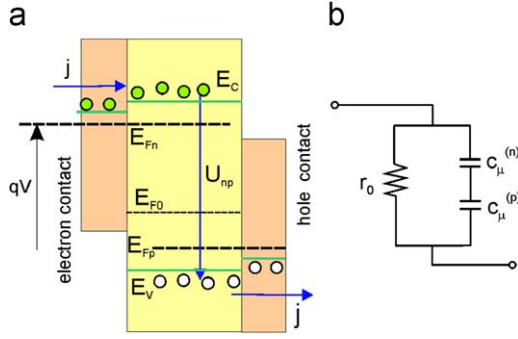 a
b
j
E_C
E_Fn
qV
U_np
electron contact
hole contact
E_F0
E_Fp
E_V
j
r_0
c_μ^(n)
c_μ^(p)